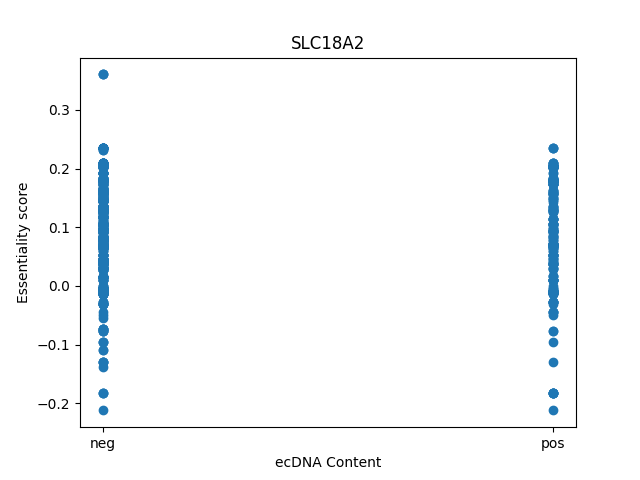 SLC18A2
Essentiality score
0.3
0.2
0.1
0.0
−0.1
−0.2
neg
pos
ecDNA Content